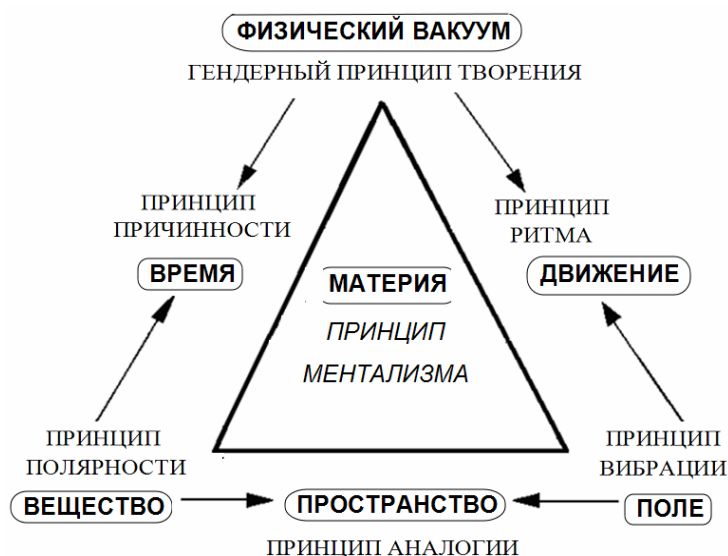 ФИЗИЧЕСКИЙ ВАКУУМ
ГЕНДЕРНЫЙ ПРИНЦИП ТВОРЕНИЯ
ПРИНЦИП
ПРИЧИННОСТИ
ВРЕМЯ
ПРИНЦИП
РИТМА
ДВИЖЕНИЕ
МАТЕРИЯ
ПРИНЦИП
МЕНТАЛИЗМА
ПРИНЦИП
ПОЛЯРНОСТИ
ВЕЩЕСТВО
ПРОСТРАНСТВО
ПРИНЦИП АНАЛОГИИ
ПРИНЦИП
ВИБРАЦИИ
ПОЛЕ